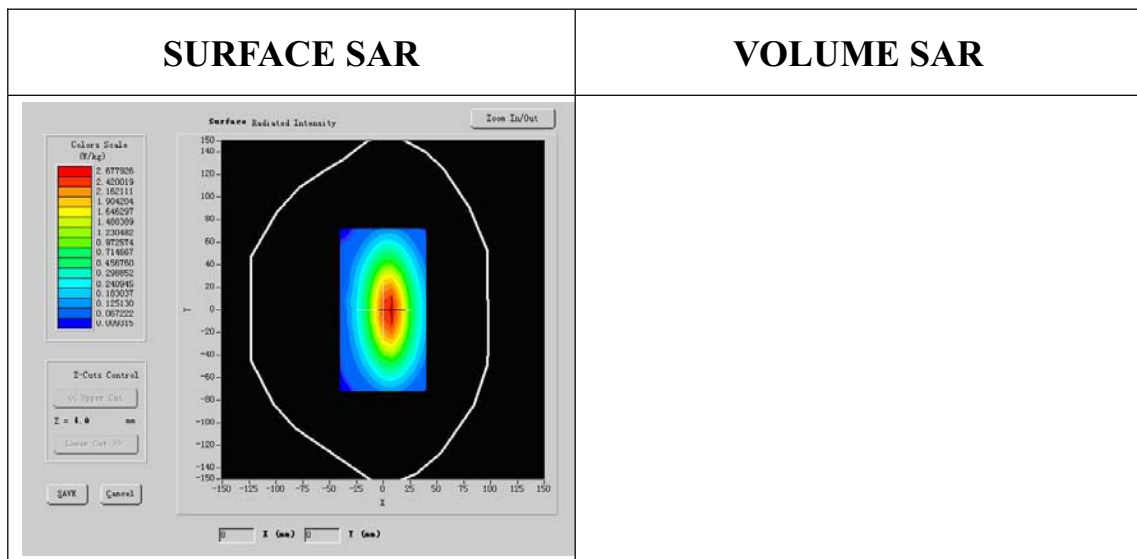 SURFACE SAR
VOLUME SAR
Surface Radiated Intensity
Zoom In/Out
Colors Scale
(W/kg)
2.677926
2.420019
2.162111
1.904204
1.646297
1.488389
1.230482
0.972574
0.714667
0.456760
0.298852
0.240945
0.183037
0.125130
0.067222
0.009315
150
140
120
100
80
60
40
20
0
-20
-40
-60
-80
-100
-120
-140
-150
Y
-150 -125 -100 -75 -50 -25 0 25 50 75 100 125 150
X
Z-Cuts Control
<< Upper Cut
Z = 4.0 mm
Lower Cut >>
SAVE Cancel
0 X (mm) 0 Y (mm)